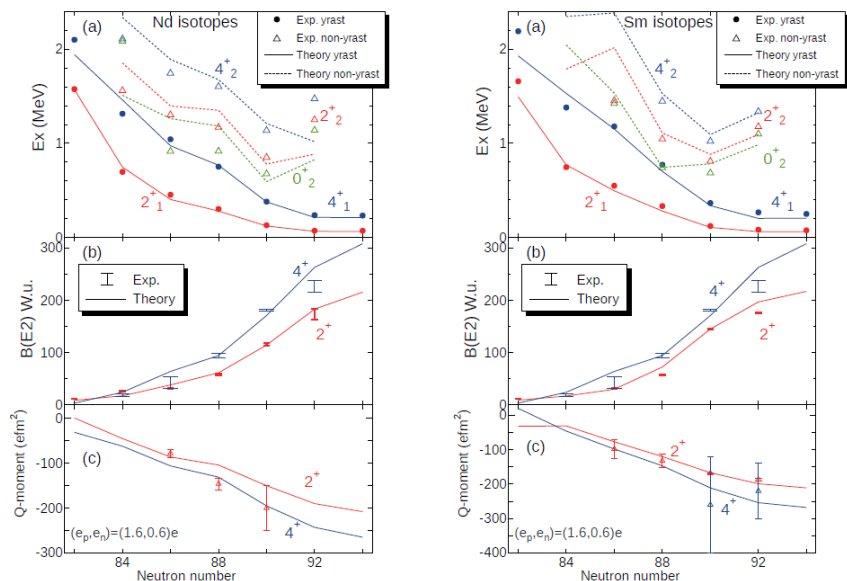 Nd isotopes
(a)
Exp. yrast
Exp. non-yrast
Theory yrast
Theory non-yrast
2
1
0
Ex (MeV)
4⁺₂
2⁺₂
0⁺₂
2⁺₁
4⁺₁
(b)
Exp.
Theory
300
200
100
0
B(E2) W.u.
4⁺
2⁺
(c)
0
-100
-200
-300
Q-moment (efm²)
2⁺
4⁺
(eₚ,eₙ)=(1.6,0.6)e
84 86 88 90 92
Neutron number
Sm isotopes
(a)
Exp. yrast
Exp. non-yrast
Theory yrast
Theory non-yrast
2
1
0
Ex (MeV)
4⁺₂
2⁺₂
0⁺₂
2⁺₁
4⁺₁
(b)
Exp.
Theory
300
200
100
0
B(E2) W.u.
4⁺
2⁺
(c)
0
-100
-200
-300
-400
Q-moment (efm²)
2⁺
4⁺
(eₚ,eₙ)=(1.6,0.6)e
84 86 88 90 92
Neutron number